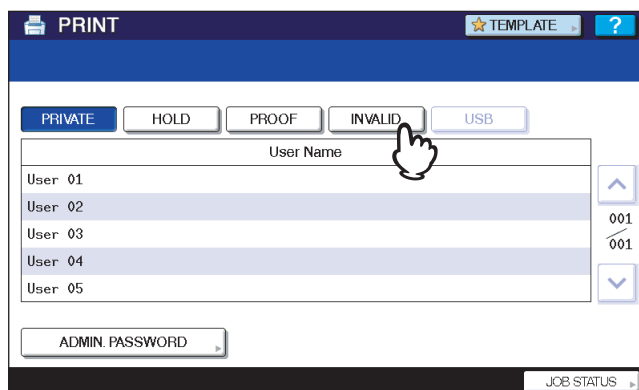 PRINT TEMPLATE ?
PRIVATE HOLD PROOF INVALID USB
User Name
User 01
User 02
User 03
User 04
User 05
001
001
ADMIN. PASSWORD
JOB STATUS